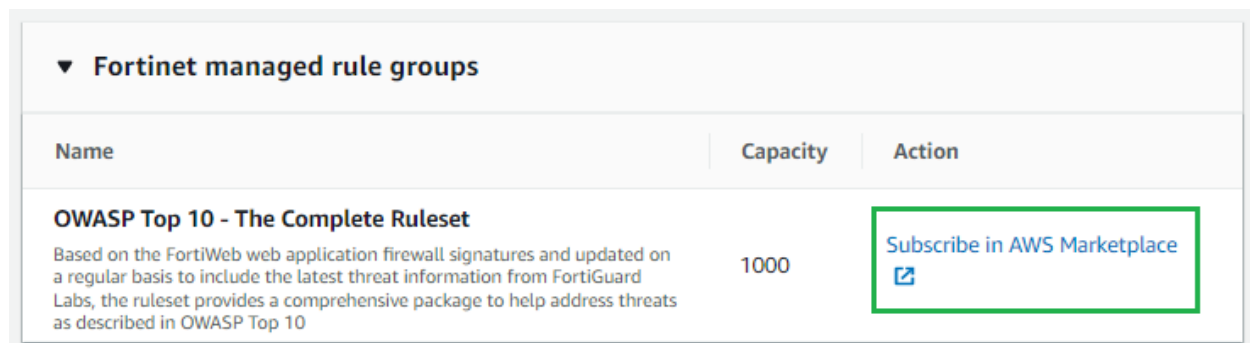 Fortinet managed rule groups
Name
Capacity
Action
OWASP Top 10 - The Complete Ruleset
Based on the FortiWeb web application firewall signatures and updated on
a regular basis to include the latest threat information from FortiGuard
Labs, the ruleset provides a comprehensive package to help address threats
as described in OWASP Top 10
1000
Subscribe in AWS Marketplace